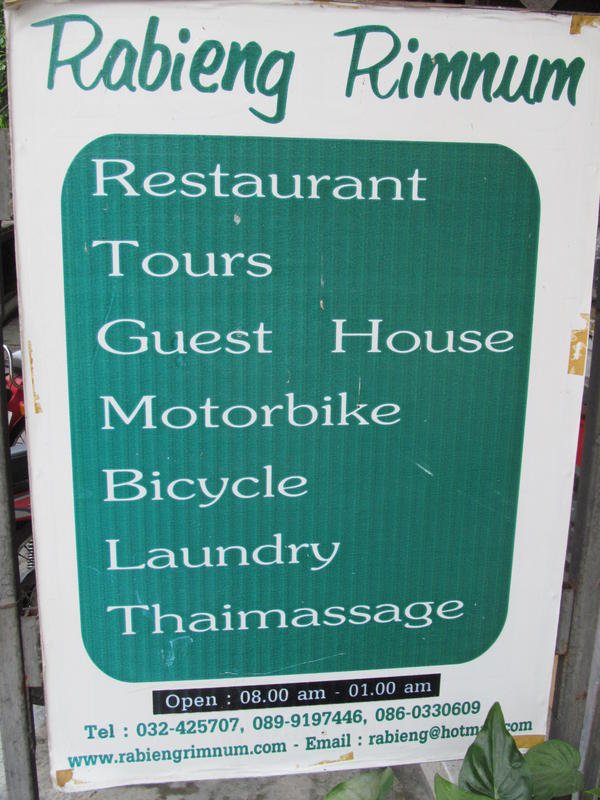 Rabieng Rimnum
Restaurant
Tours
Guest House
Motorbike
Bicycle
Laundry
Thaimassage
Open : 08.00 am - 01.00 am
Tel : 032-425707, 089-9197446, 086-0330609
www.rabiengrimnum.com - Email :